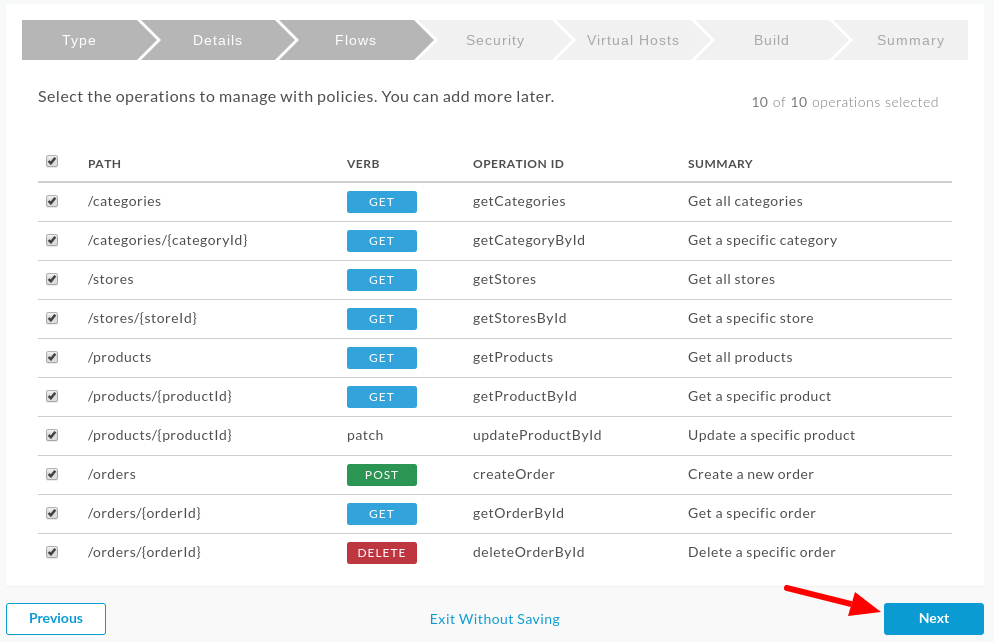 Type Details Flows Security Virtual Hosts Build Summary
Select the operations to manage with policies. You can add more later.
10 of 10 operations selected
PATH VERB OPERATION ID SUMMARY
/categories GET getCategories Get all categories
/categories/{categoryId} GET getCategoryById Get a specific category
/stores GET getStores Get all stores
/stores/{storeId} GET getStoresById Get a specific store
/products GET getProducts Get all products
/products/{productId} GET getProductById Get a specific product
/products/{productId} patch updateProductById Update a specific product
/orders POST createOrder Create a new order
/orders/{orderId} GET getOrderById Get a specific order
/orders/{orderId} DELETE deleteOrderById Delete a specific order
Previous Exit Without Saving Next